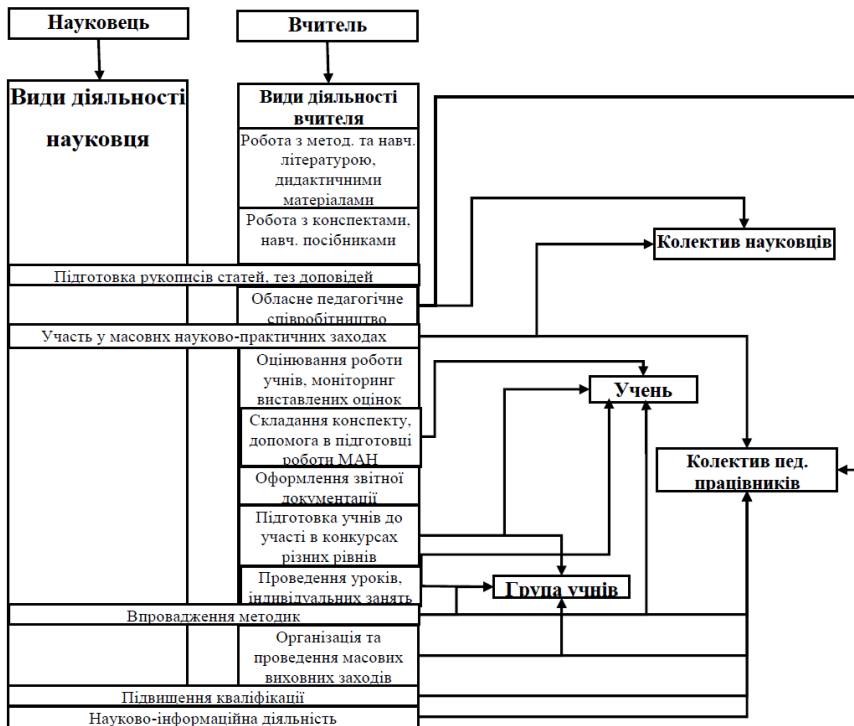 Науковець
Вчитель
Види діяльності
науковця
Види діяльності
вчителя
Робота з метод. та навч.
літературою,
дидактичними
матеріалами
Робота з конспектами,
навч. посібниками
Підготовка рукописів статей, тез доповідей
Обласне педагогічне
співробітництво
Участь у масових науково-практичних заходах
Оцінювання роботи
учнів, моніторинг
виставлених оцінок
Складання конспекту,
допомога в підготовці
роботи МАН
Оформлення звітної
документації
Підготовка учнів до
участі в конкурсах
різних рівнів
Проведення уроків,
індивідуальних занять
Впровадження методик
Організація та
проведення масових
виховних заходів
Підвищення кваліфікації
Науково-інформаційна діяльність
Колектив науковців
Учень
Колектив пед.
працівників
Група учнів